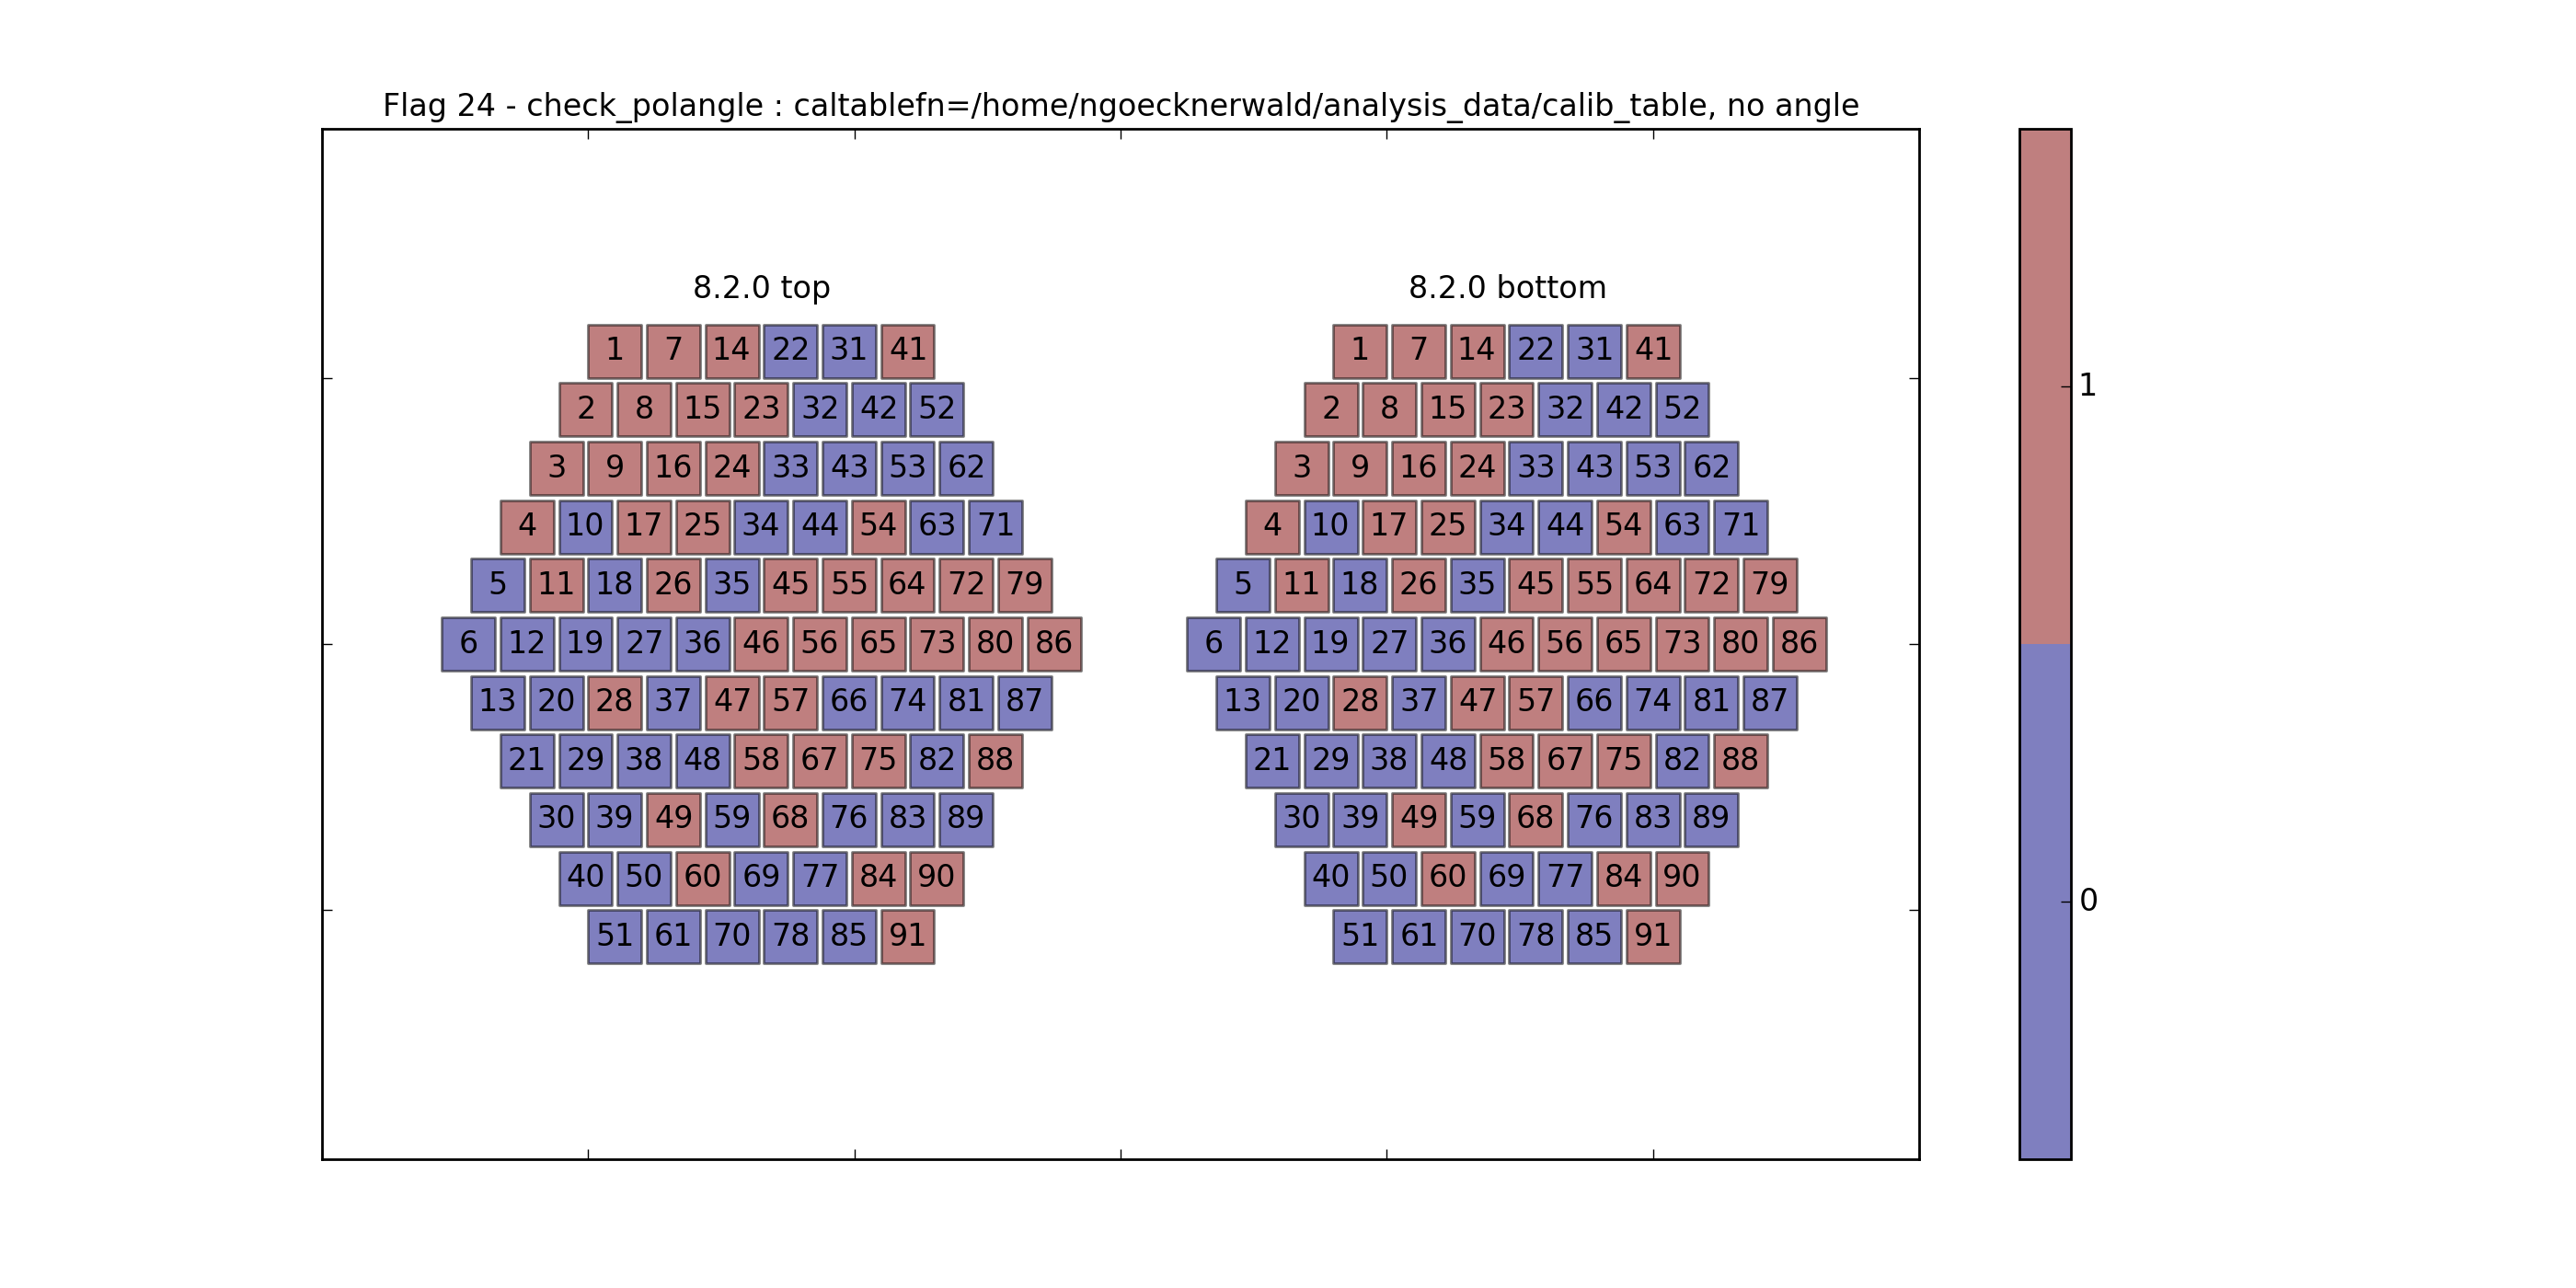 Flag 24 - check_polangle : caltablefn=/home/ngoecknerwald/analysis_data/calib_table, no angle
8.2.0 top
1 7 14 22 31 41
2 8 15 23 32 42 52
3 9 16 24 33 43 53 62
4 10 17 25 34 44 54 63 71
5 11 18 26 35 45 55 64 72 79
6 12 19 27 36 46 56 65 73 80 86
13 20 28 37 47 57 66 74 81 87
21 29 38 48 58 67 75 82 88
30 39 49 59 68 76 83 89
40 50 60 69 77 84 90
51 61 70 78 85 91
8.2.0 bottom
1 7 14 22 31 41
2 8 15 23 32 42 52
3 9 16 24 33 43 53 62
4 10 17 25 34 44 54 63 71
5 11 18 26 35 45 55 64 72 79
6 12 19 27 36 46 56 65 73 80 86
13 20 28 37 47 57 66 74 81 87
21 29 38 48 58 67 75 82 88
30 39 49 59 68 76 83 89
40 50 60 69 77 84 90
51 61 70 78 85 91
1
0